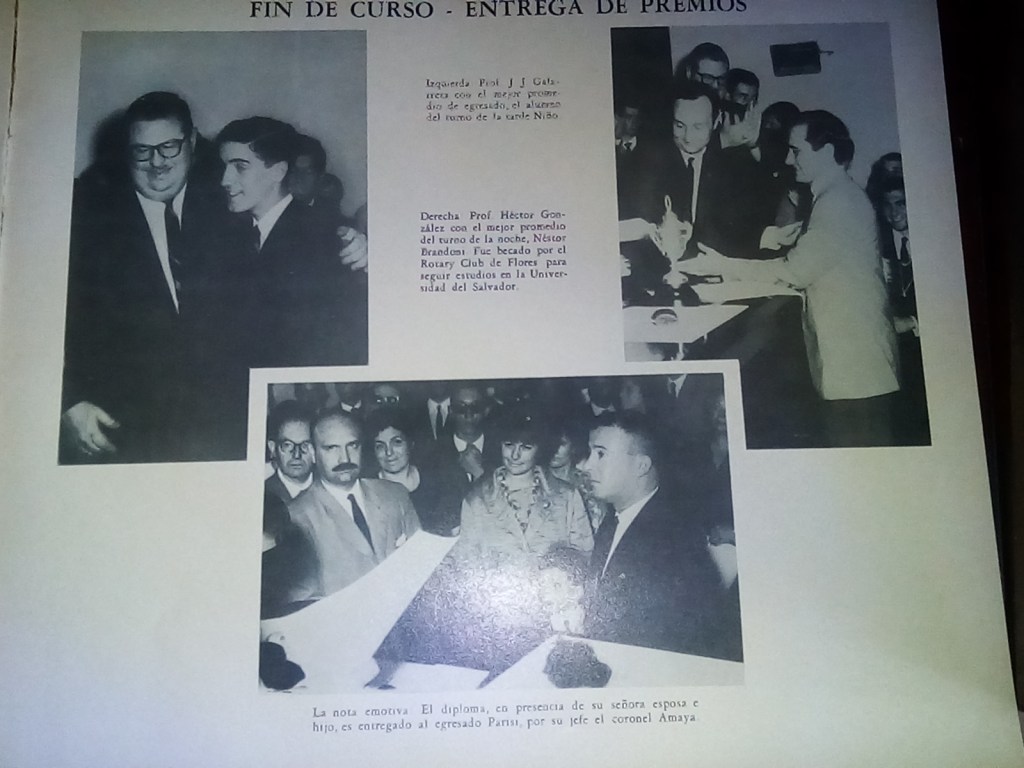 FIN DE CURSO - ENTREGA DE PREMIOS
Izquierda Prof. J J Gala-
rreta con el mejor prome-
dio de egresado, el alumno
del turno de la tarde Niño.
Derecha Prof. Héctor Gon-
zález con el mejor promedio
del turno de la noche, Néstor
Brandoni Fue becado por el
Rotary Club de Flores para
seguir estudios en la Univer-
sidad del Salvador.
La nota emotiva El diploma, en presencia de su señora esposa e
hijo, es entregado al egresado Parisi, por su jefe el coronel Amaya